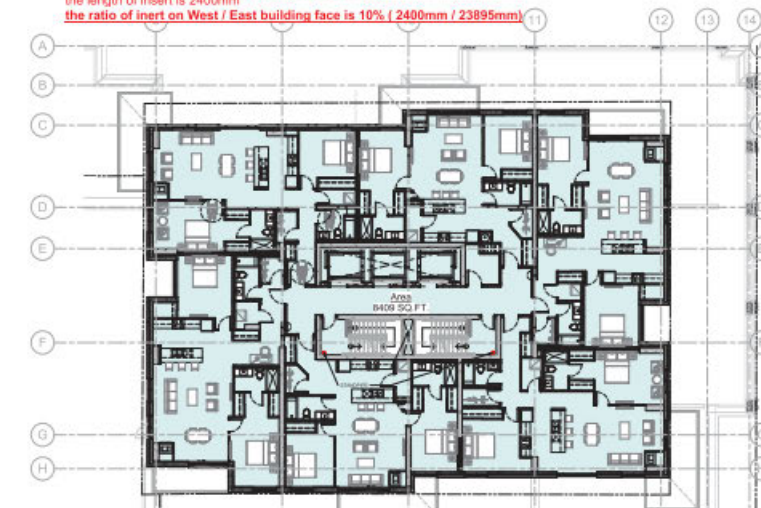 the length of insert is 2400mm
the ratio of inert on West / East building face is 10% ( 2400mm / 23895mm)
11
12
13
14
A
B
C
D
E
Area
8409 SQ.FT.
F
G
H